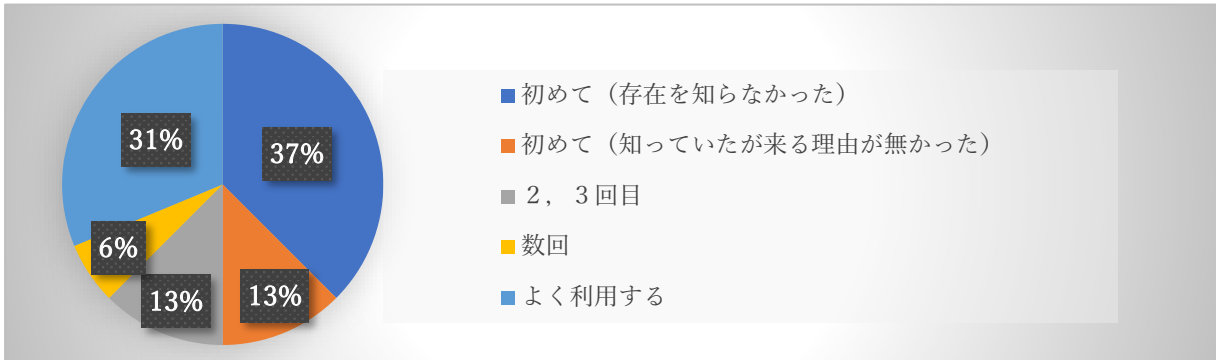 31%
37%
6%
13%
13%
初めて（存在を知らなかった）
初めて（知っていたが来る理由が無かった）
２，３回目
数回
よく利用する